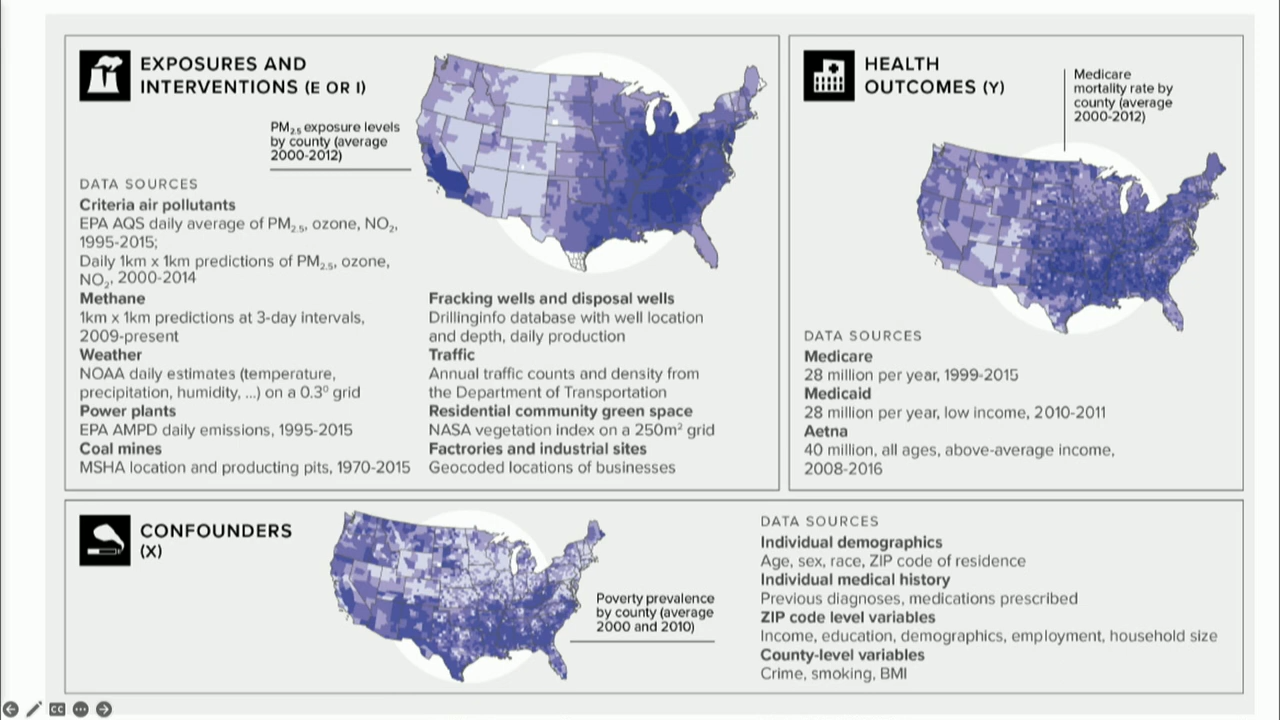 EXPOSURES AND
INTERVENTIONS (E OR I)
PM2.5 exposure levels
by county (average
2000-2012)
DATA SOURCES
Criteria air pollutants
EPA AQS daily average of PM2.5, ozone, NO2,
1995-2015;
Daily 1km x 1km predictions of PM2.5, ozone,
NO2, 2000-2014
Methane
1km x 1km predictions at 3-day intervals,
2009-present
Weather
NOAA daily estimates (temperature,
precipitation, humidity, ...) on a 0.3⁰ grid
Power plants
EPA AMPD daily emissions, 1995-2015
Coal mines
MSHA location and producing pits, 1970-2015
Fracking wells and disposal wells
Drillinginfo database with well location
and depth, daily production
Traffic
Annual traffic counts and density from
the Department of Transportation
Residential community green space
NASA vegetation index on a 250m² grid
Factrories and industrial sites
Geocoded locations of businesses
HEALTH
OUTCOMES (Y)
Medicare
mortality rate by
county (average
2000-2012)
DATA SOURCES
Medicare
28 million per year, 1999-2015
Medicaid
28 million per year, low income, 2010-2011
Aetna
40 million, all ages, above-average income,
2008-2016
CONFOUNDERS
(X)
Poverty prevalence
by county (average
2000 and 2010)
DATA SOURCES
Individual demographics
Age, sex, race, ZIP code of residence
Individual medical history
Previous diagnoses, medications prescribed
ZIP code level variables
Income, education, demographics, employment, household size
County-level variables
Crime, smoking, BMI
CC